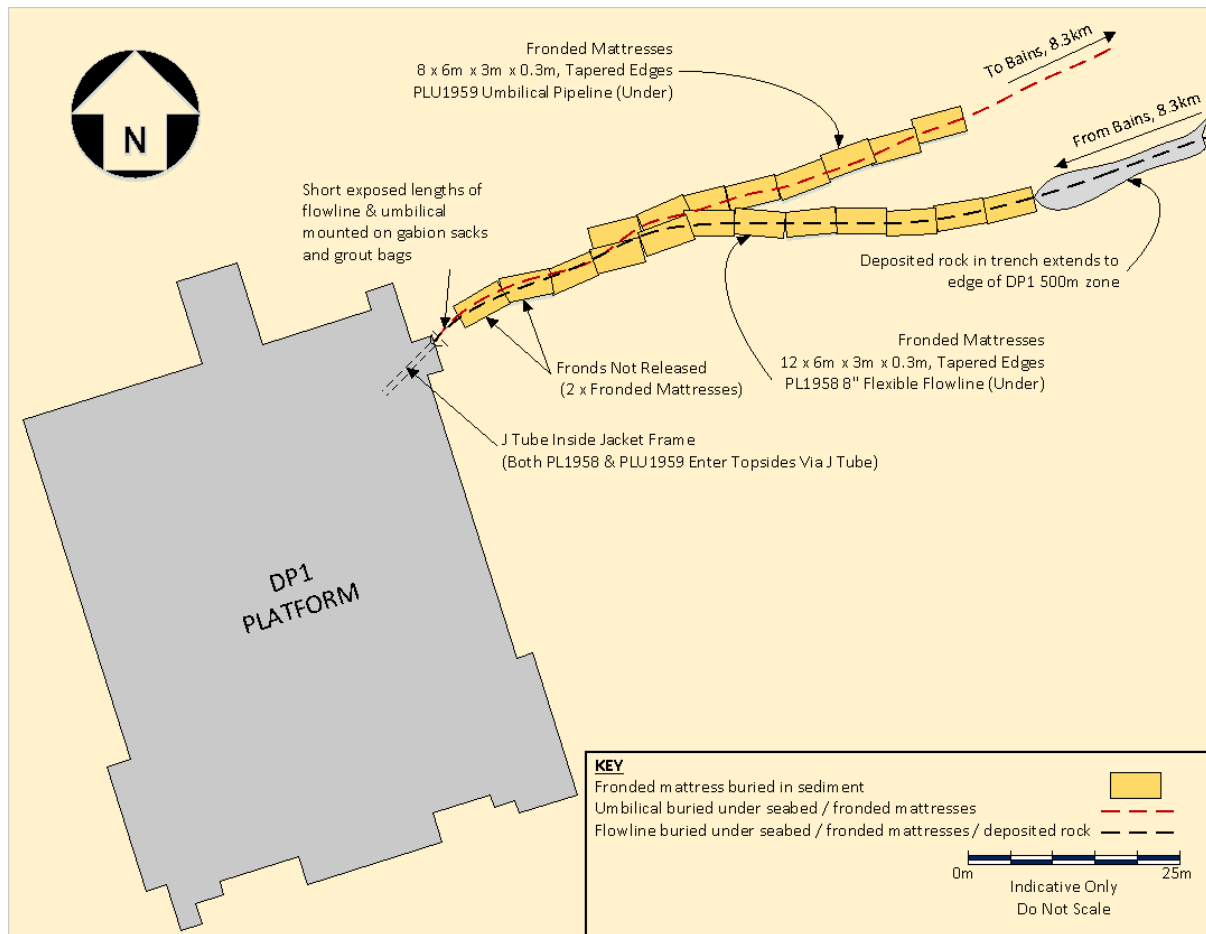 N
Fronded Mattresses
8 x 6m x 3m x 0.3m, Tapered Edges
PLU1959 Umbilical Pipeline (Under)
To Bains, 8.3km
From Bains, 8.3km
Short exposed lengths of
flowline & umbilical
mounted on gabion sacks
and grout bags
Deposited rock in trench extends to
edge of DP1 500m zone
Fronded Mattresses
12 x 6m x 3m x 0.3m, Tapered Edges
PL1958 8" Flexible Flowline (Under)
Fronds Not Released
(2 x Fronded Mattresses)
J Tube Inside Jacket Frame
(Both PL1958 & PLU1959 Enter Topsides Via J Tube)
DP1
PLATFORM
KEY
Fronded mattress buried in sediment
Umbilical buried under seabed / fronded mattresses
Flowline buried under seabed / fronded mattresses / deposited rock
0m 25m
Indicative Only
Do Not Scale